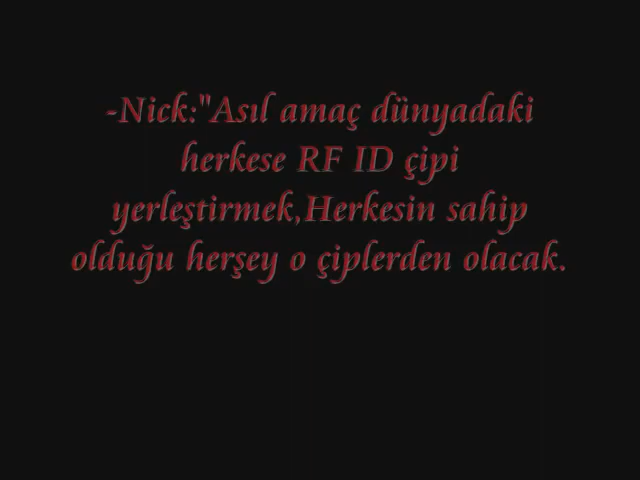 -Nick:"Asıl amaç dünyadaki
herkese RF ID çipi
yerleştirmek,Herkesin sahip
olduğu herşey o çiplerden olacak.